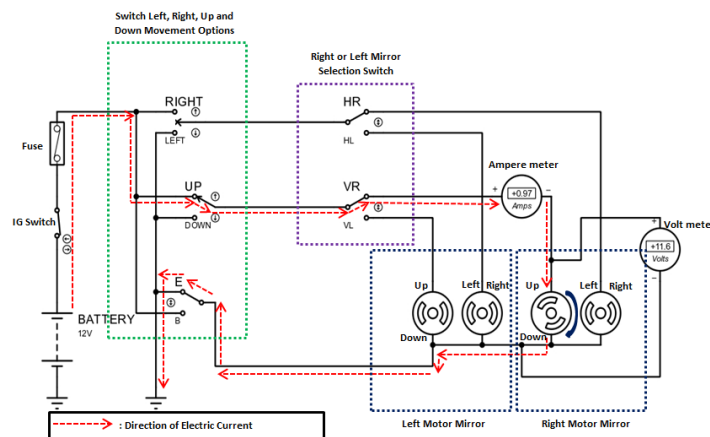 Switch Left, Right, Up and
Down Movement Options
Right or Left Mirror
Selection Switch
RIGHT
LEFT
HR
HL
Fuse
Ampere meter
+
+0.97
Amps
–
UP
DOWN
VR
VL
IG Switch
Volt meter
+
+11.6
Volts
–
E
B
BATTERY
12V
Up
Left
Right
Down
Up
Left
Right
Down
Left Motor Mirror
Right Motor Mirror
: Direction of Electric Current